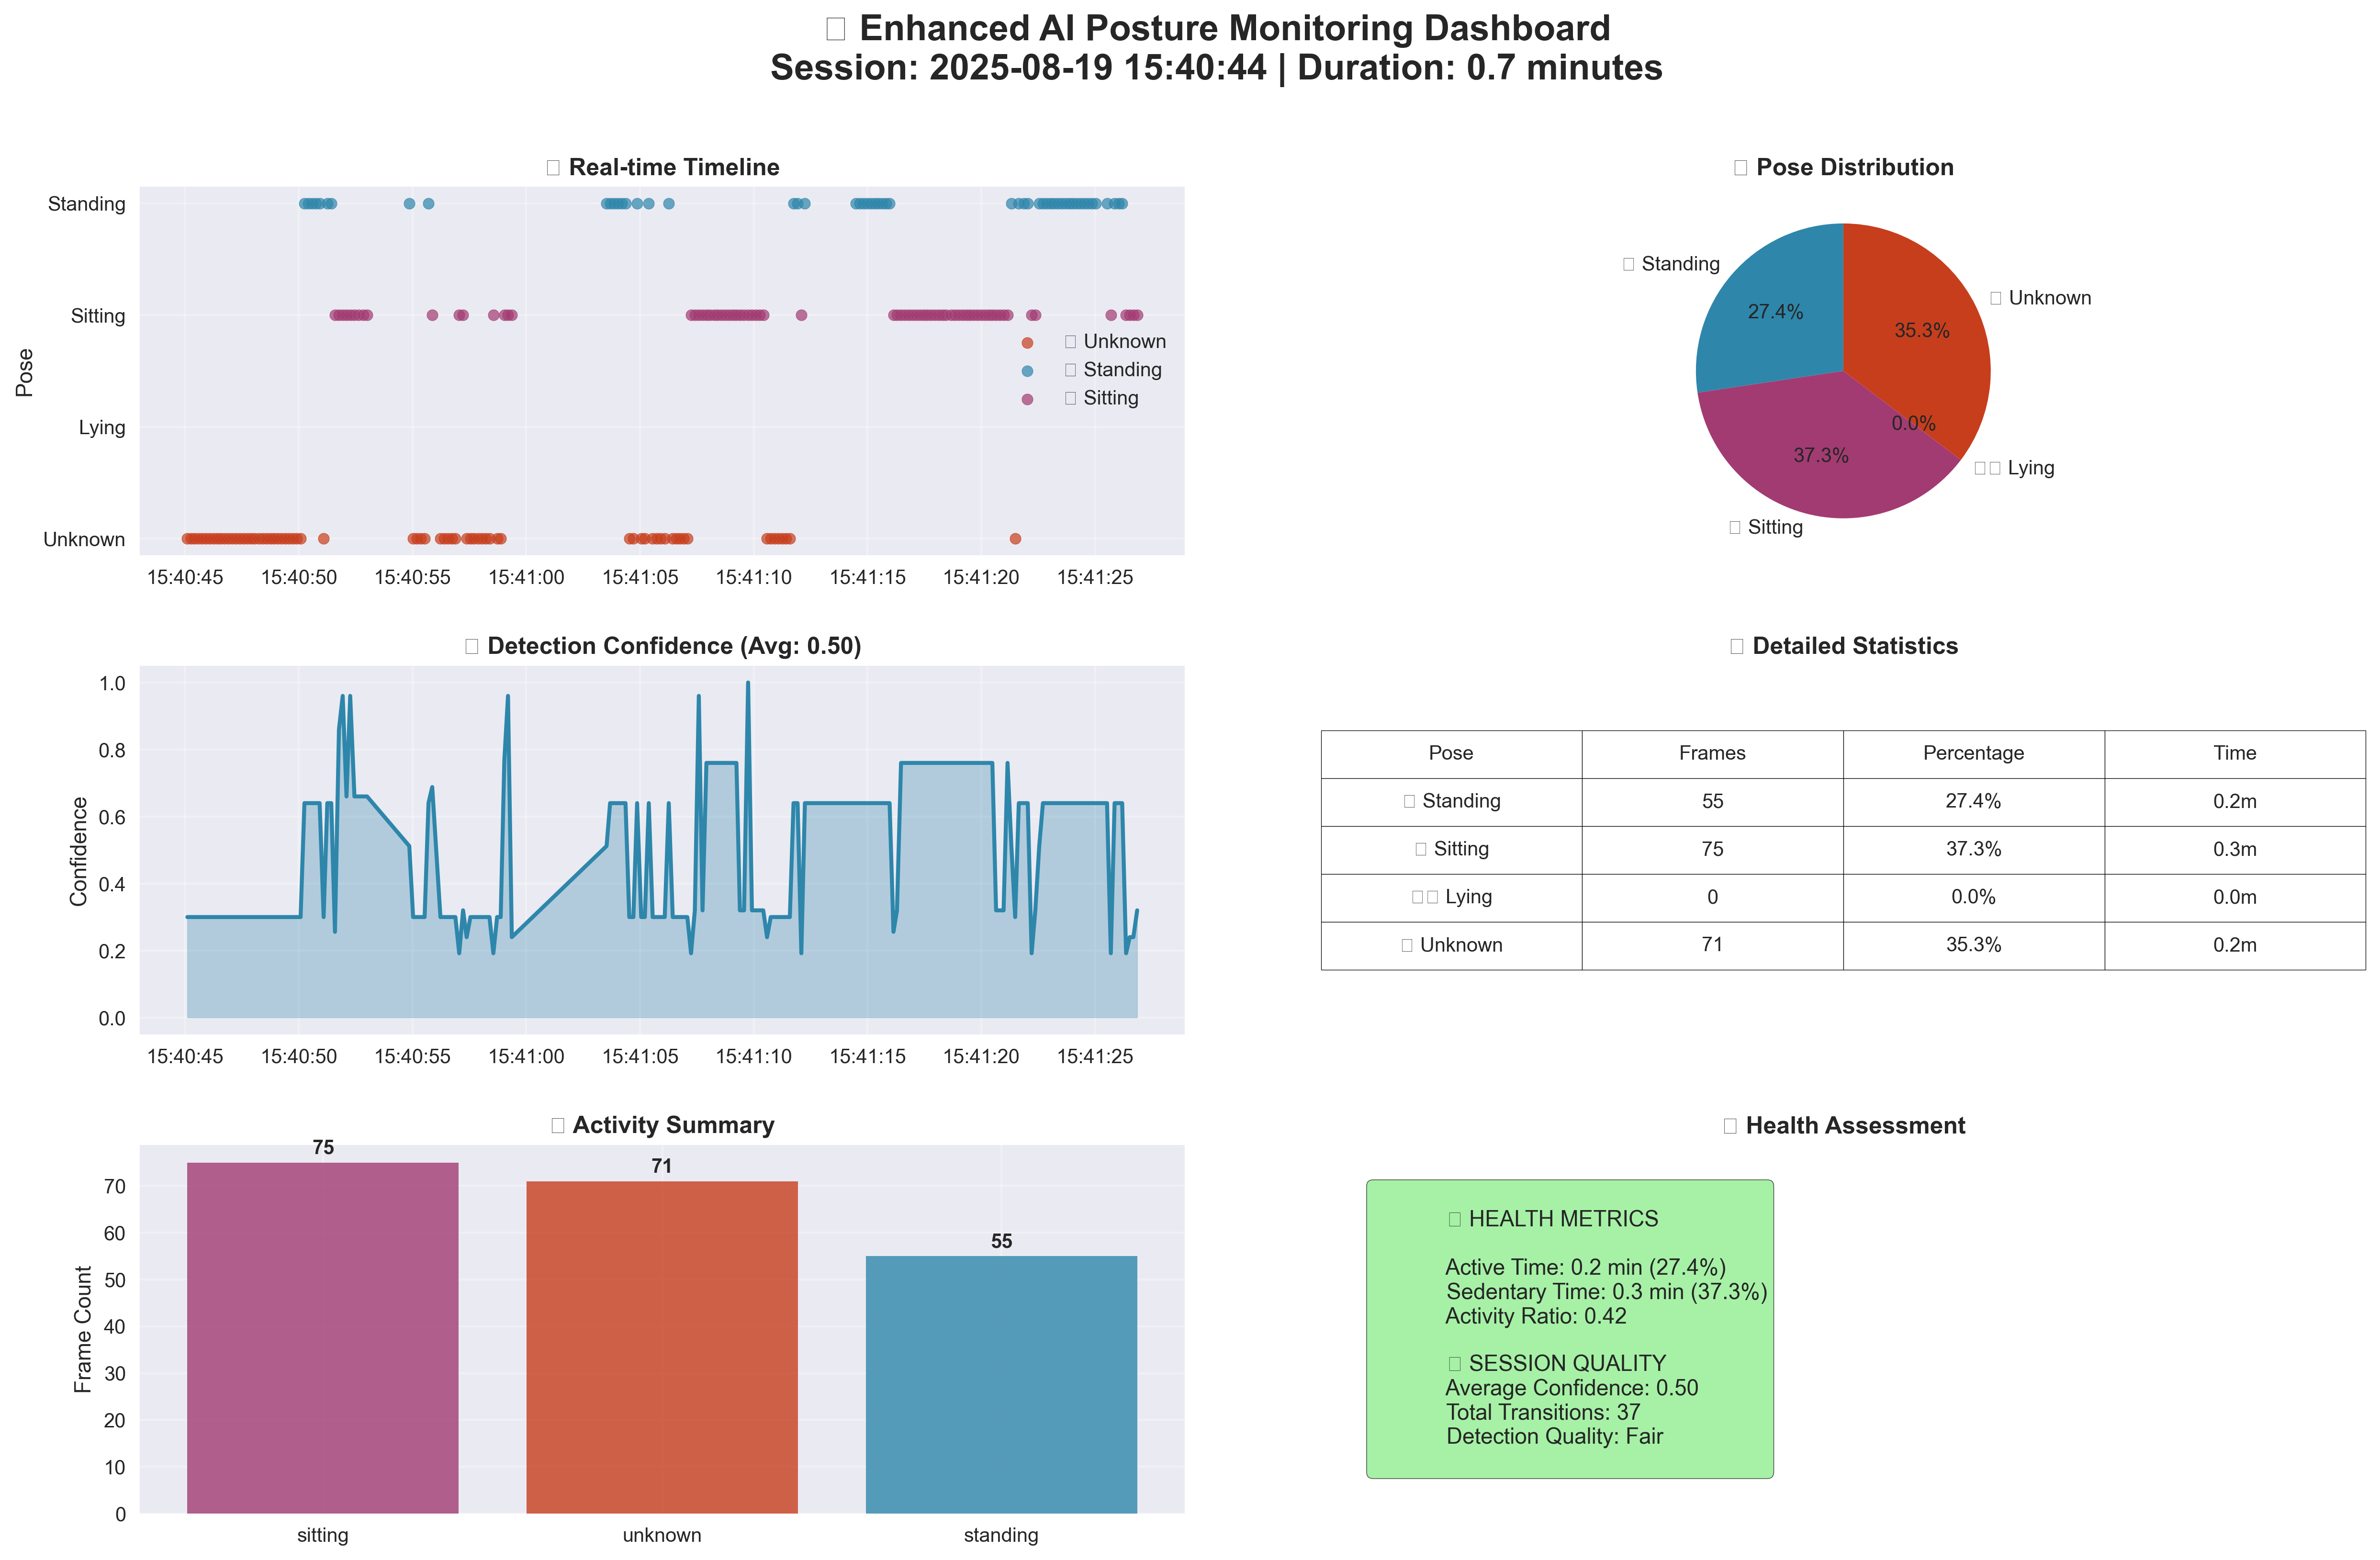 Enhanced AI Posture Monitoring Dashboard
Session: 2025-08-19 15:40:44 | Duration: 0.7 minutes
Real-time Timeline
Pose
Standing
Sitting
Lying
Unknown
Unknown
Standing
Sitting
15:40:45 15:40:50 15:40:55 15:41:00 15:41:05 15:41:10 15:41:15 15:41:20 15:41:25
Pose Distribution
Standing
27.4%
Unknown
35.3%
0.0%
Lying
37.3%
Sitting
Detection Confidence (Avg: 0.50)
Confidence
1.0
0.8
0.6
0.4
0.2
0.0
15:40:45 15:40:50 15:40:55 15:41:00 15:41:05 15:41:10 15:41:15 15:41:20 15:41:25
Detailed Statistics
Pose Frames Percentage Time
Standing 55 27.4% 0.2m
Sitting 75 37.3% 0.3m
Lying 0 0.0% 0.0m
Unknown 71 35.3% 0.2m
Activity Summary
Frame Count
70
60
50
40
30
20
10
0
75
71
55
sitting unknown standing
Health Assessment
HEALTH METRICS
Active Time: 0.2 min (27.4%)
Sedentary Time: 0.3 min (37.3%)
Activity Ratio: 0.42
SESSION QUALITY
Average Confidence: 0.50
Total Transitions: 37
Detection Quality: Fair